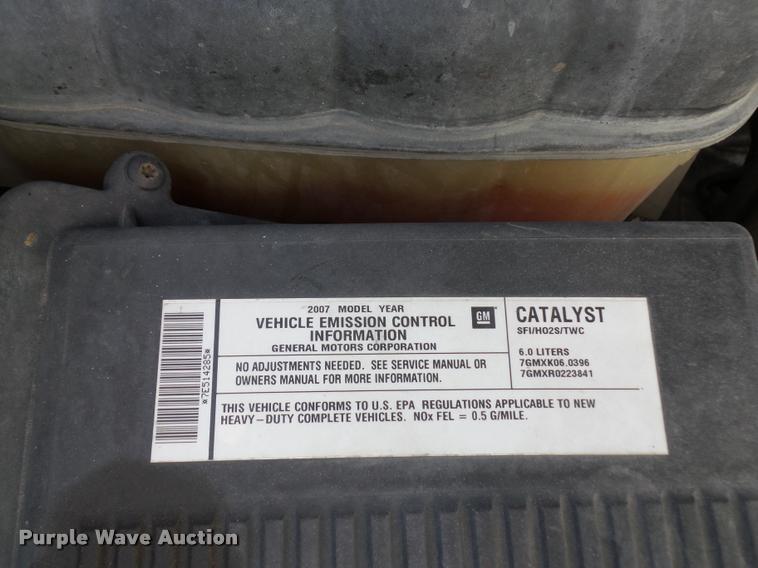 *7E514285*
2007 MODEL YEAR
VEHICLE EMISSION CONTROL
INFORMATION
GENERAL MOTORS CORPORATION
GM
NO ADJUSTMENTS NEEDED. SEE SERVICE MANUAL OR
OWNERS MANUAL FOR MORE INFORMATION.
CATALYST
SFI/HO2S/TWC
6.0 LITERS
7GMXK06.0396
7GMXR0223841
THIS VEHICLE CONFORMS TO U.S. EPA REGULATIONS APPLICABLE TO NEW
HEAVY-DUTY COMPLETE VEHICLES. NOx FEL = 0.5 G/MILE.
Purple Wave Auction